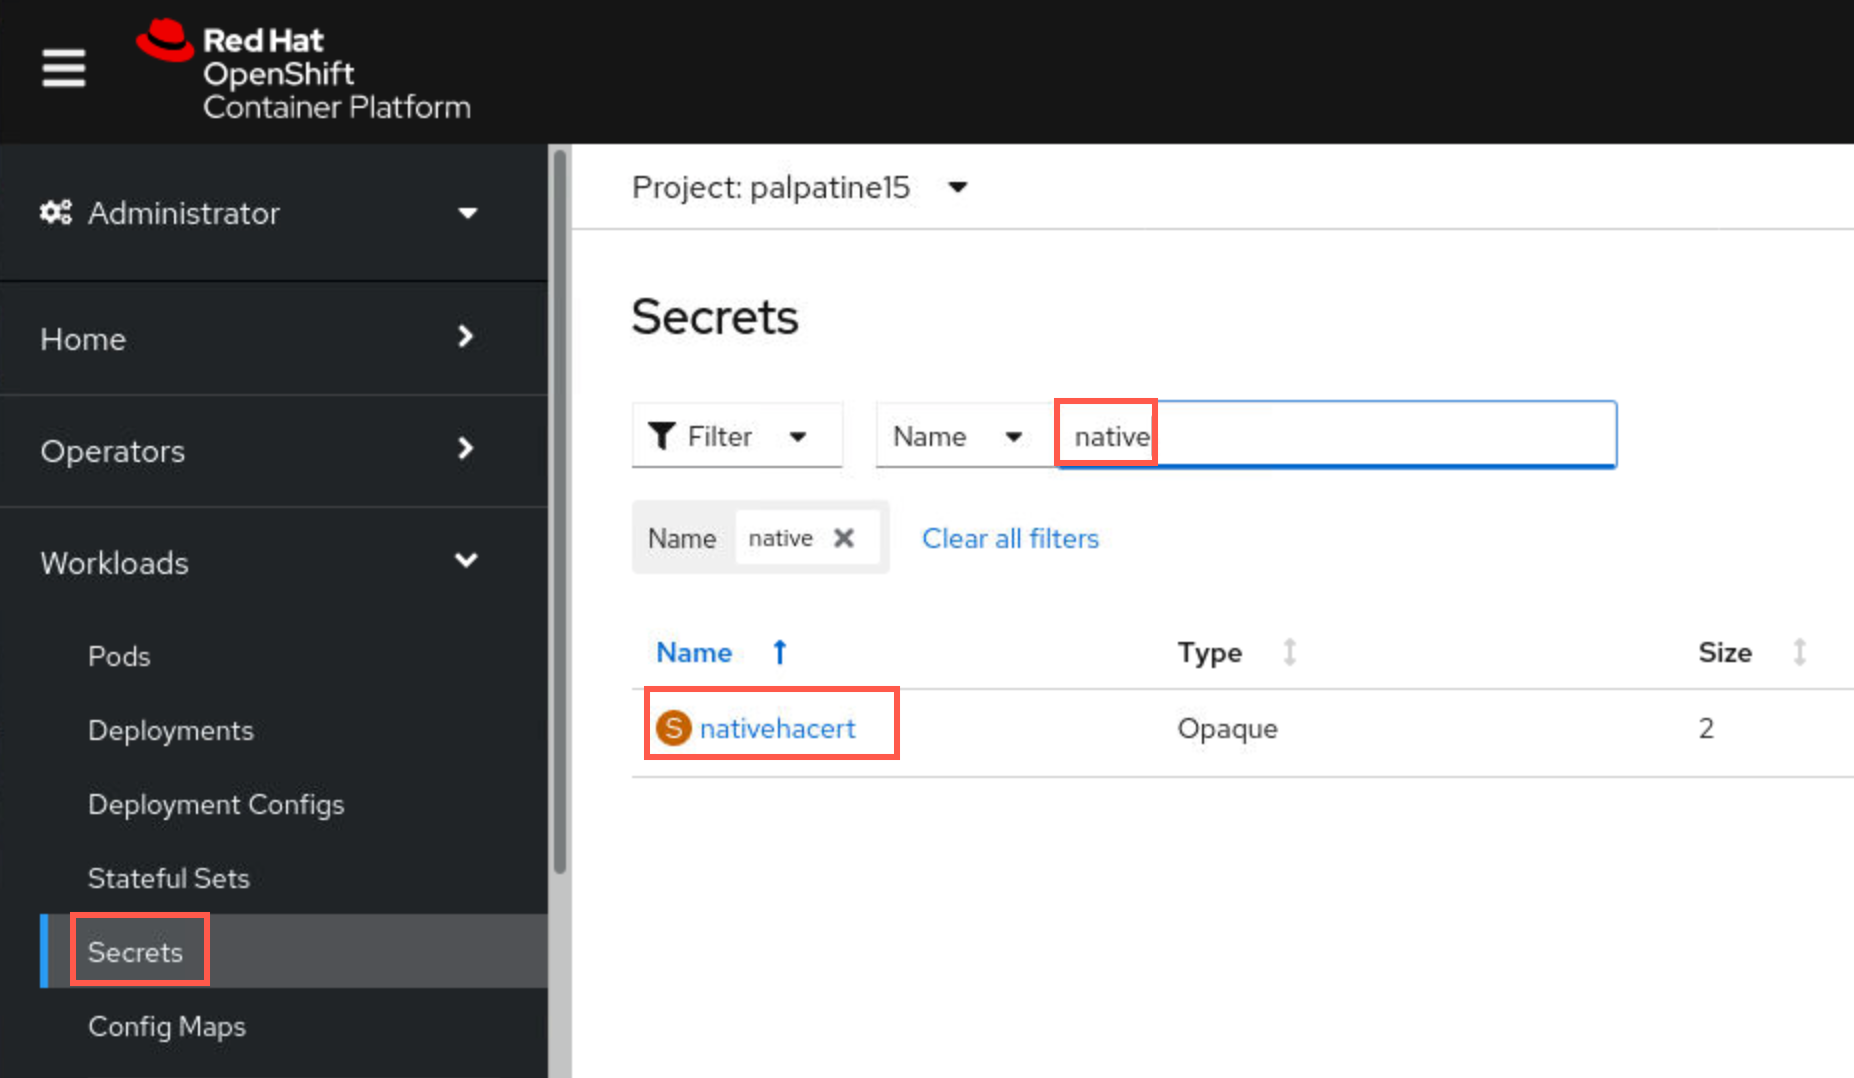 Red Hat
OpenShift
Container Platform
Administrator
Home
Operators
Workloads
Pods
Deployments
Deployment Configs
Stateful Sets
Secrets
Config Maps
Project: palpatine15
Secrets
Filter
Name
native
Name native
Clear all filters
Name Type Size
S nativehacert Opaque 2